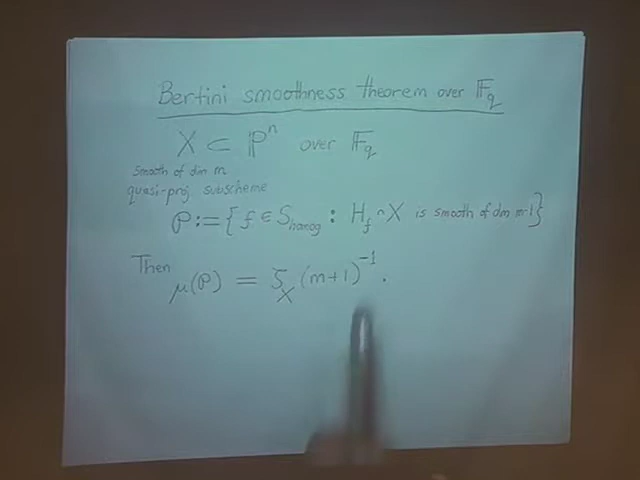 Bertini smoothness theorem over 𝔽_q
X ⊂ ℙ^n over 𝔽_q
smooth of dim m
quasi-proj subscheme
𝒫 := { f ∈ S_homog : H_f ∩ X is smooth of dim m-1 }
Then μ(𝒫) = ζ_X (m+1)^{-1}.